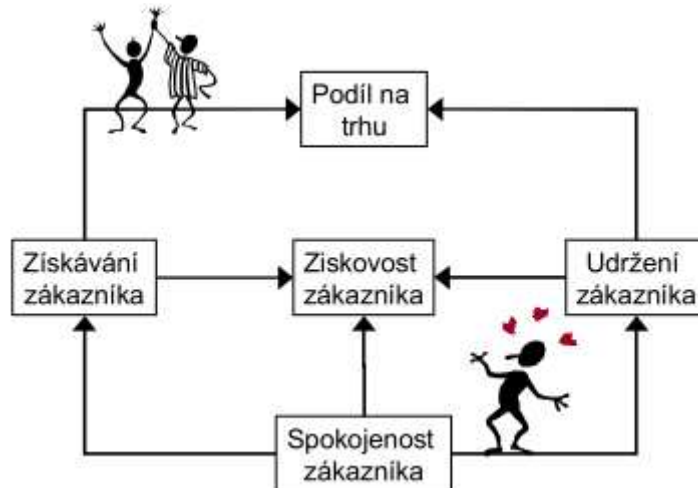 Podíl na
trhu
Získávání
zákazníka
Ziskovost
zákazníka
Udržení
zákazníka
Spokojenost
zákazníka